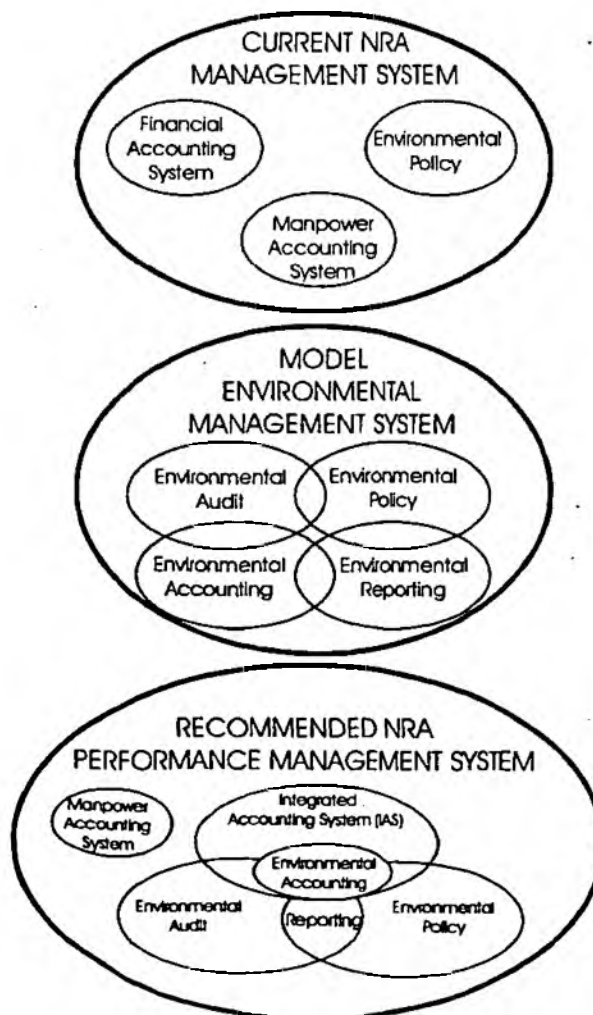 CURRENT NRA
MANAGEMENT SYSTEM
Financial
Accounting
System
Environmental
Policy
Manpower
Accounting
System
MODEL
ENVIRONMENTAL
MANAGEMENT SYSTEM
Environmental
Audit
Environmental
Policy
Environmental
Accounting
Environmental
Reporting
RECOMMENDED NRA
PERFORMANCE MANAGEMENT SYSTEM
Manpower
Accounting
System
Integrated
Accounting System (IAS)
Environmental
Accounting
Environmental
Audit
Reporting
Environmental
Policy